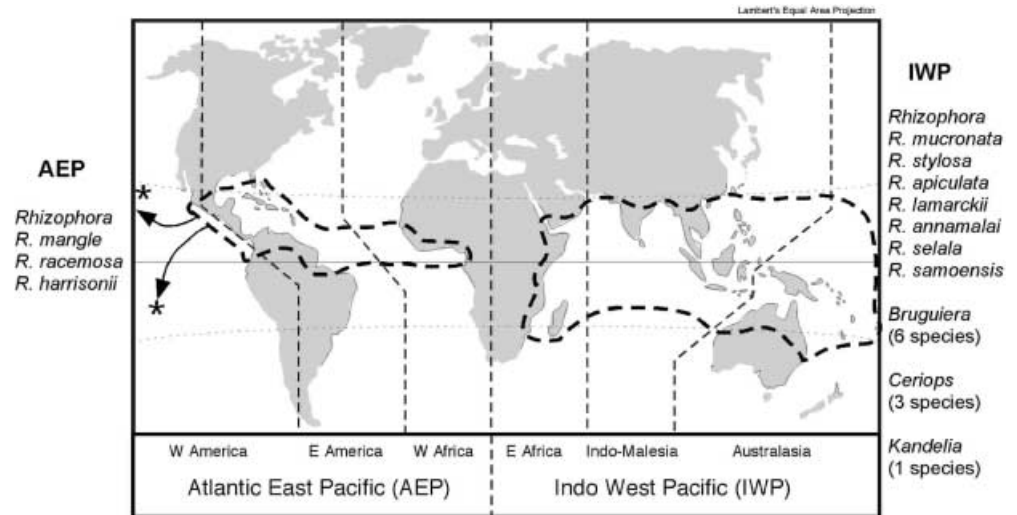 Lambert's Equal Area Projection
AEP
*
Rhizophora
R. mangle
R. racemosa
R. harrisonii
*
IWP
Rhizophora
R. mucronata
R. stylosa
R. apiculata
R. lamarckii
R. annamalai
R. selala
R. samoensis
Bruguiera
(6 species)
Ceriops
(3 species)
Kandelia
(1 species)
W America E America W Africa E Africa Indo-Malesia Australasia
Atlantic East Pacific (AEP) Indo West Pacific (IWP)